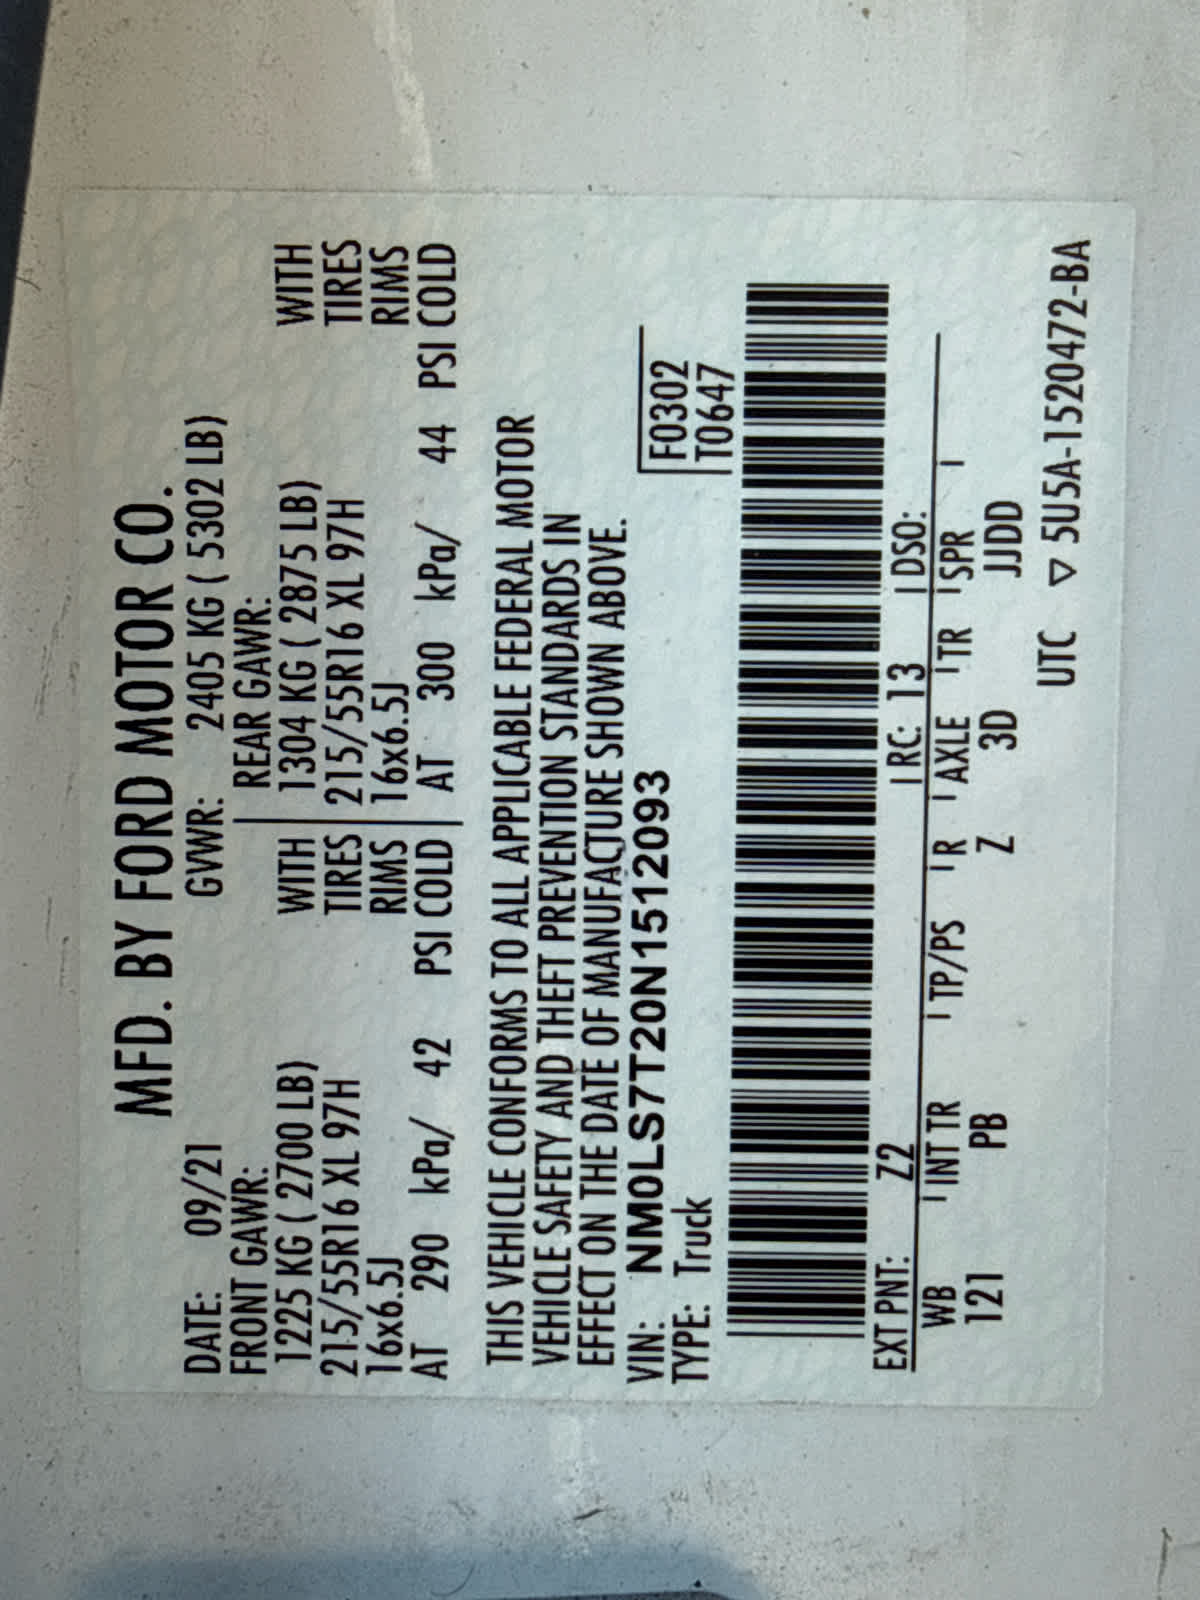 MFD. BY FORD MOTOR CO.
DATE: 09/21 GVWR: 2405 KG ( 5302 LB)
FRONT GAWR: REAR GAWR:
1225 KG ( 2700 LB) WITH 1304 KG ( 2875 LB) WITH
215/55R16 XL 97H TIRES 215/55R16 XL 97H TIRES
16x6.5J RIMS 16x6.5J RIMS
AT 290 kPa/ 42 PSI COLD AT 300 kPa/ 44 PSI COLD
THIS VEHICLE CONFORMS TO ALL APPLICABLE FEDERAL MOTOR
VEHICLE SAFETY AND THEFT PREVENTION STANDARDS IN
EFFECT ON THE DATE OF MANUFACTURE SHOWN ABOVE.
VIN: NM0LS7T20N1512093 F0302
TYPE: Truck T0647
EXT PNT: Z2 RC: 13 DSO:
WB INT TR TP/PS R AXLE TR SPR
121 PB Z 3D JJDD
UTC ▽ 5U5A-1520472-BA